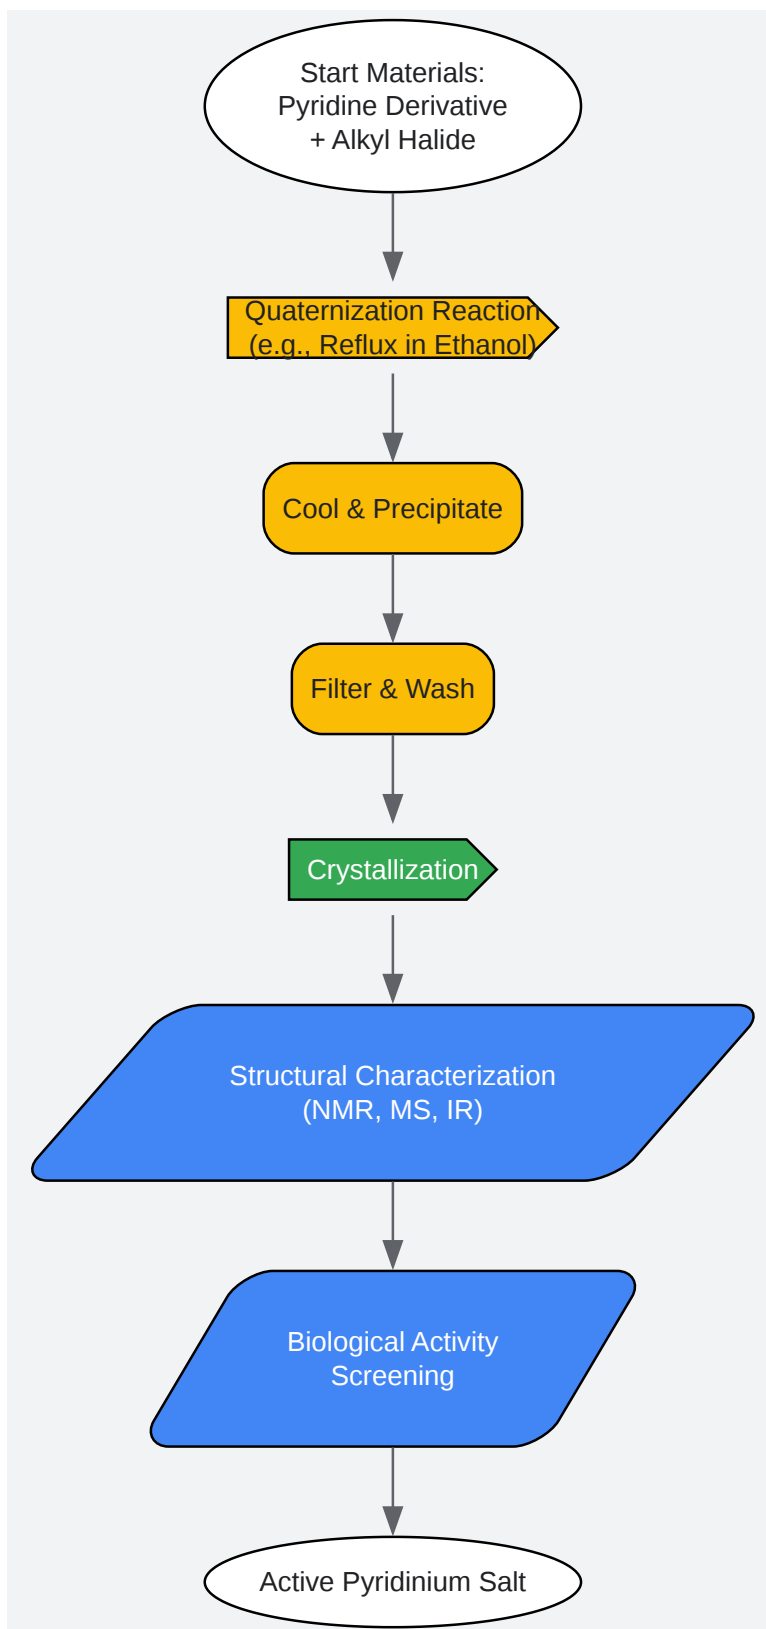 Start Materials:
Pyridine Derivative
+ Alkyl Halide
Quaternization Reaction
(e.g., Reflux in Ethanol)
Cool & Precipitate
Filter & Wash
Crystallization
Structural Characterization
(NMR, MS, IR)
Biological Activity
Screening
Active Pyridinium Salt